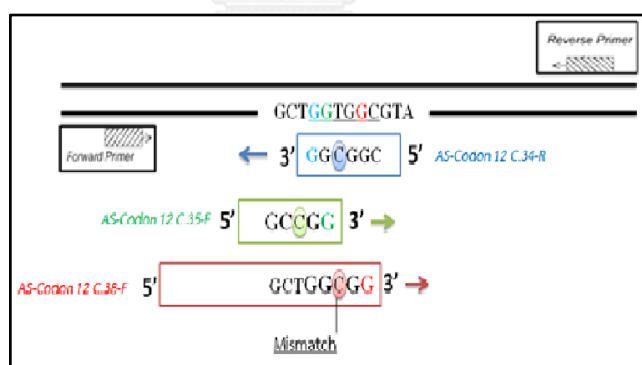 Reverse Primer
GCTGGTGGCGTA
Forward Primer
3’ GGCGGC 5’ AS-Codon 12 C.34-R
AS-Codon 12 C.35-F 5’ GCCGG 3’
AS-Codon 12 C.38-F 5’ GCTGGCGG 3’
Mismatch